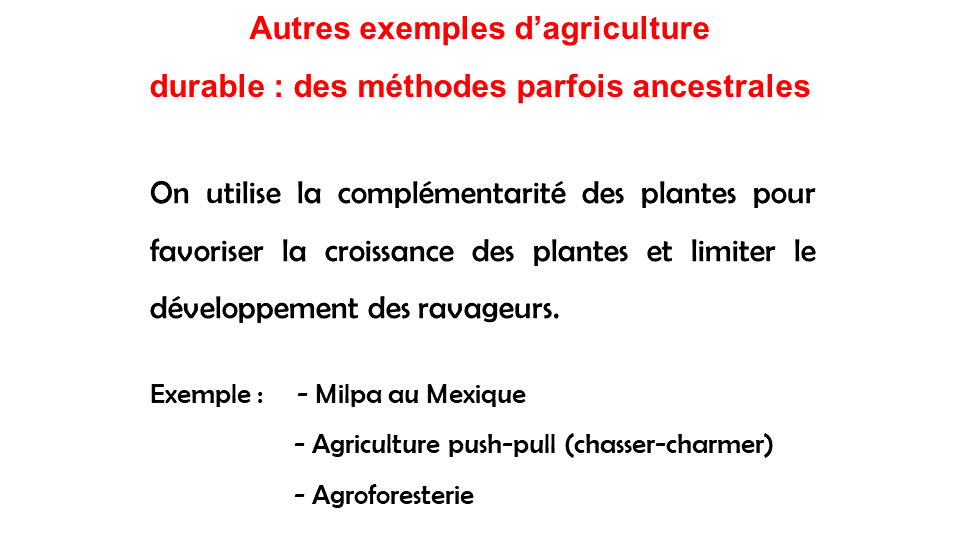 Autres exemples d’agriculture
durable : des méthodes parfois ancestrales
On utilise la complémentarité des plantes pour
favoriser la croissance des plantes et limiter le
développement des ravageurs.
Exemple : - Milpa au Mexique
- Agriculture push-pull (chasser-charmer)
- Agroforesterie